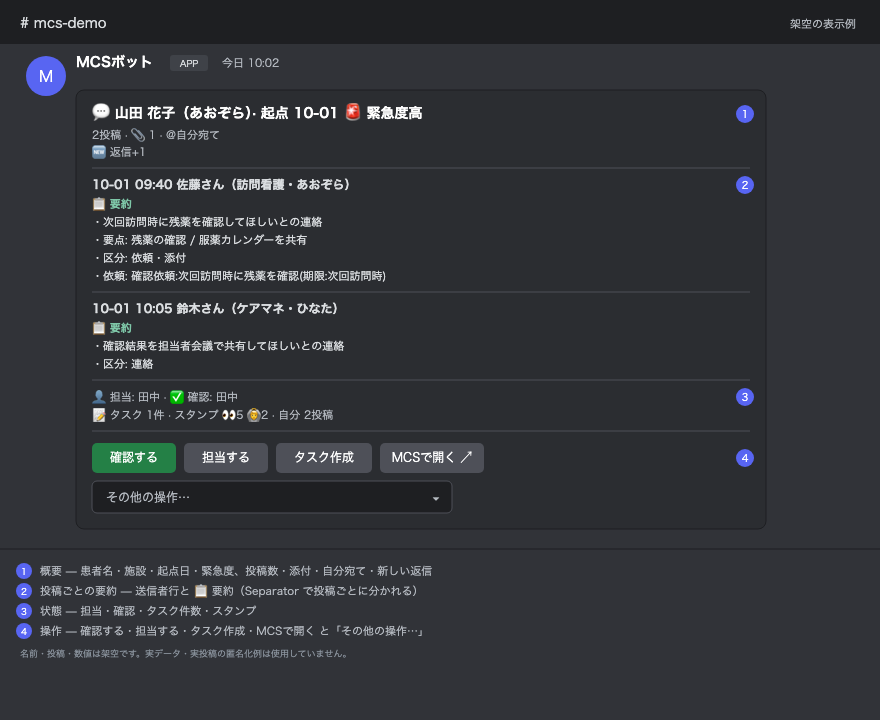 # mcs-demo
架空の表示例
M
MCSボット APP 今日 10:02
💬 山田 花子（あおぞら）· 起点 10-01 🚨 緊急度高
1
2投稿 · 📎 1 · @自分宛て
🆕 返信+1
10-01 09:40 佐藤さん（訪問看護・あおぞら）
2
📋 要約
・次回訪問時に残薬を確認してほしいとの連絡
・要点: 残薬の確認 / 服薬カレンダーを共有
・区分: 依頼・添付
・依頼: 確認依頼:次回訪問時に残薬を確認(期限:次回訪問時)
10-01 10:05 鈴木さん（ケアマネ・ひなた）
📋 要約
・確認結果を担当者会議で共有してほしいとの連絡
・区分: 連絡
👤 担当: 田中 · ✅ 確認: 田中
3
📝 タスク 1件 · スタンプ 👀5 🙆2 · 自分 2投稿
確認する 担当する タスク作成 MCSで開く ↗
4
その他の操作…
1 概要 — 患者名・施設・起点日・緊急度、投稿数・添付・自分宛て・新しい返信
2 投稿ごとの要約 — 送信者行と 📋 要約（Separator で投稿ごとに分かれる）
3 状態 — 担当・確認・タスク件数・スタンプ
4 操作 — 確認する・担当する・タスク作成・MCSで開く と「その他の操作…」
名前・投稿・数値は架空です。実データ・実投稿の匿名化例は使用していません。